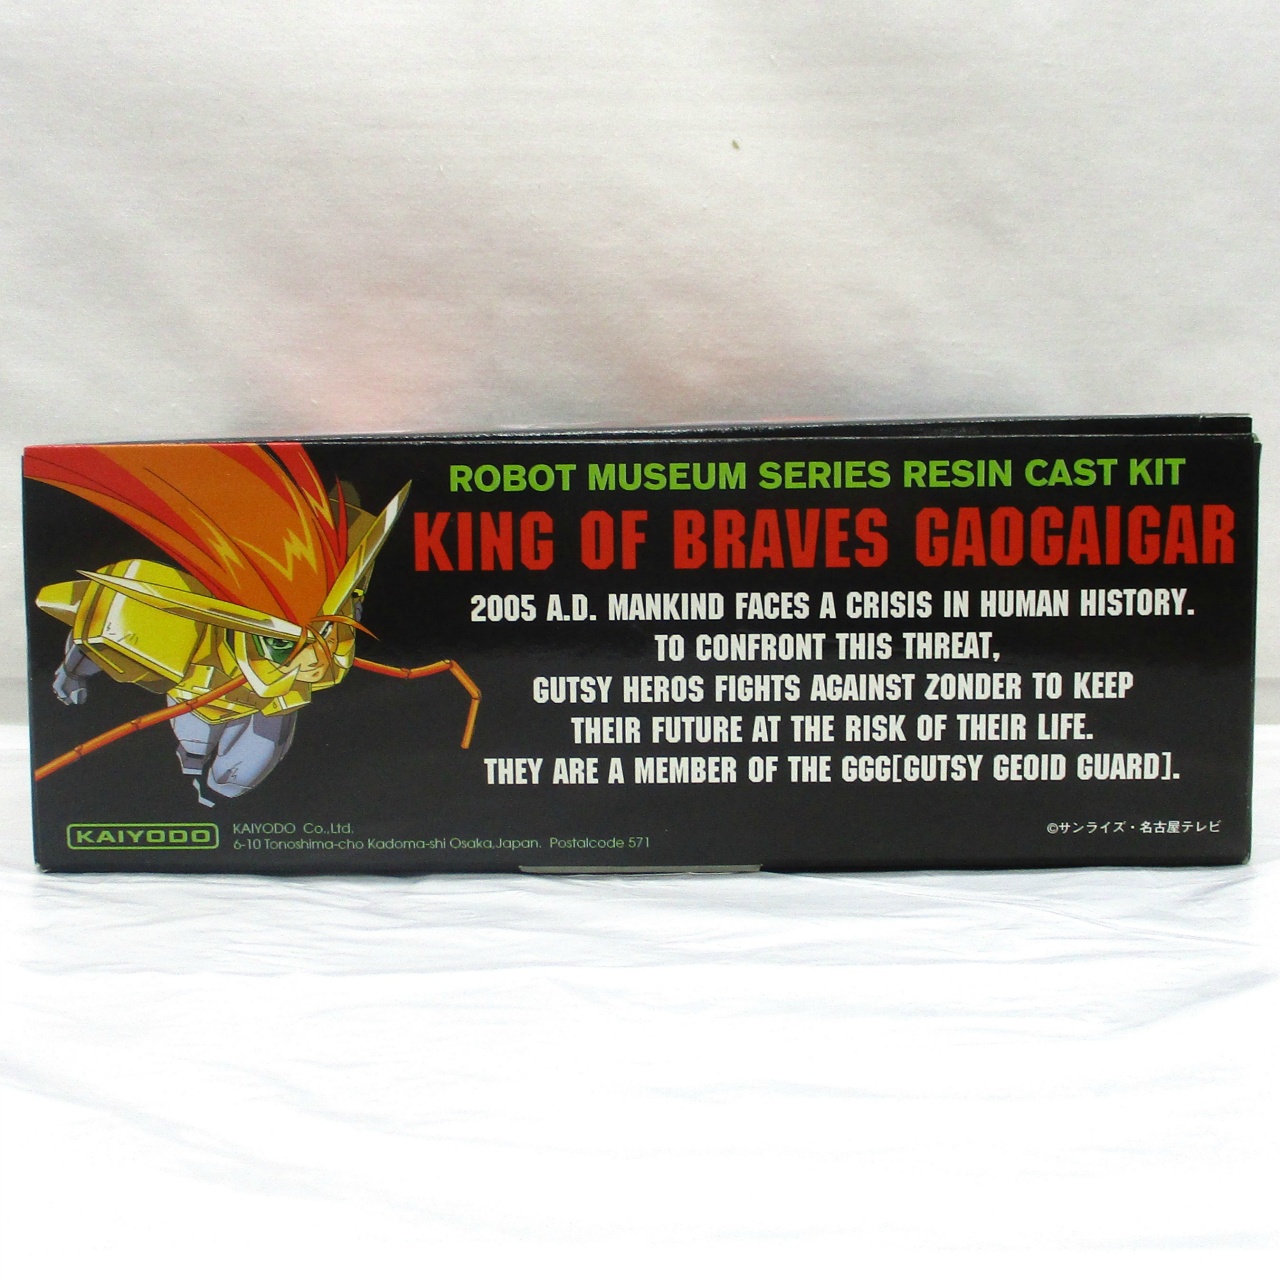 ROBOT MUSEUM SERIES RESIN CAST KIT
KING OF BRAVES GAOGAIGAR
2005 A.D. MANKIND FACES A CRISIS IN HUMAN HISTORY.
TO CONFRONT THIS THREAT,
GUTSY HEROS FIGHTS AGAINST ZONDER TO KEEP
THEIR FUTURE AT THE RISK OF THEIR LIFE.
THEY ARE A MEMBER OF THE GGG[GUTSY GEOID GUARD].
KAIYODO
KAIYODO Co.,Ltd.
6-10 Tonoshima-cho Kadoma-shi Osaka,Japan. Postalcode 571
©サンライズ・名古屋テレビ